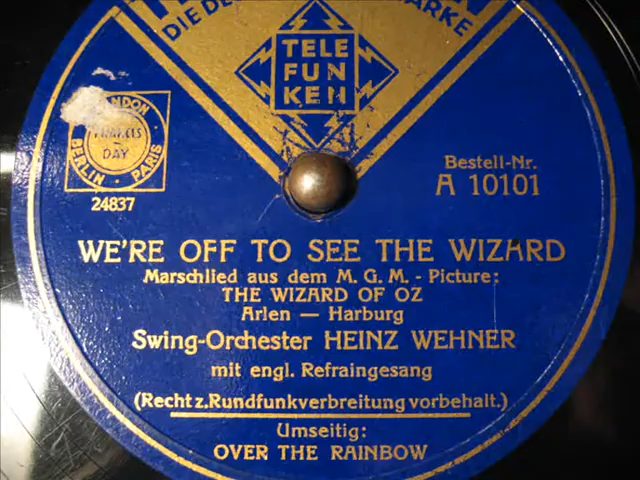 DIE DE
ARKE
TELE
FUN
KEN
LONDON
FRANCIS
DAY
BERLIN · PARIS
24837
Bestell-Nr.
A 10101
WE'RE OFF TO SEE THE WIZARD
Marschlied aus dem M. G. M. - Picture:
THE WIZARD OF OZ
Arlen — Harburg
Swing-Orchester HEINZ WEHNER
mit engl. Refraingesang
(Recht z. Rundfunkverbreitung vorbehalt.)
Umseitig:
OVER THE RAINBOW